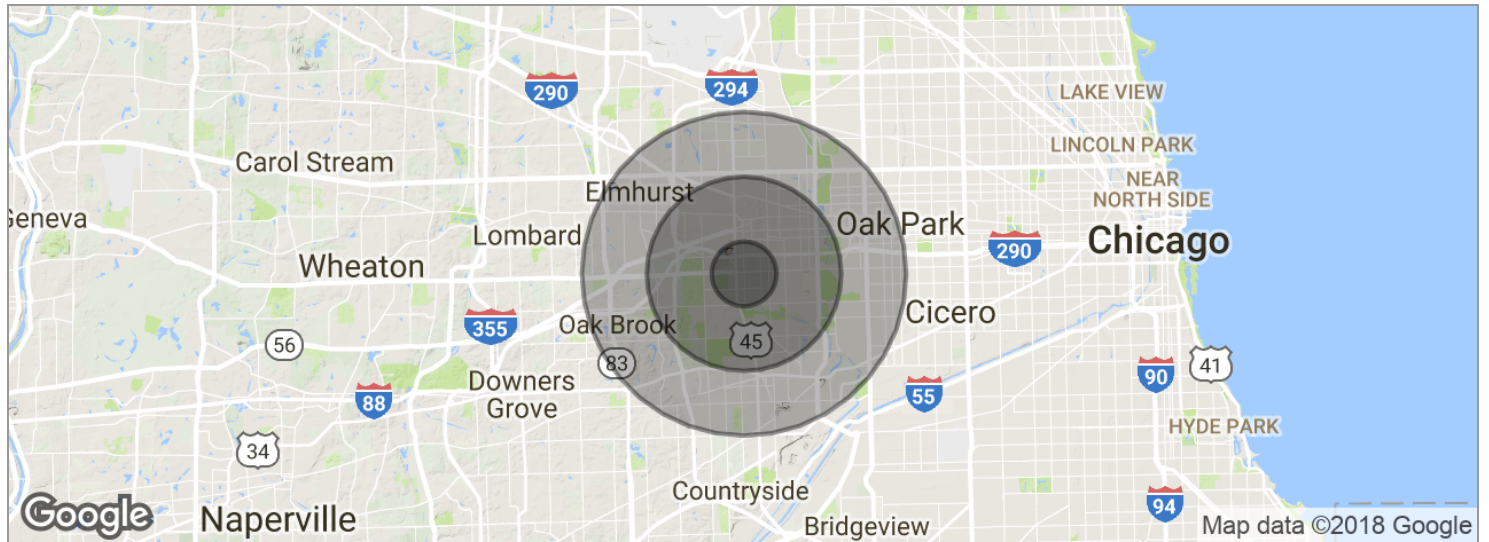 LAKE VIEW
290
294
LINCOLN PARK
Carol Stream
NEAR
NORTH SIDE
Elmhurst
Geneva
Oak Park
Lombard
Chicago
290
Wheaton
Cicero
Oak Brook
355
45
56
83
41
90
Downers
Grove
88
55
HYDE PARK
34
Countryside
94
Google
Naperville
Bridgeview
Map data ©2018 Google